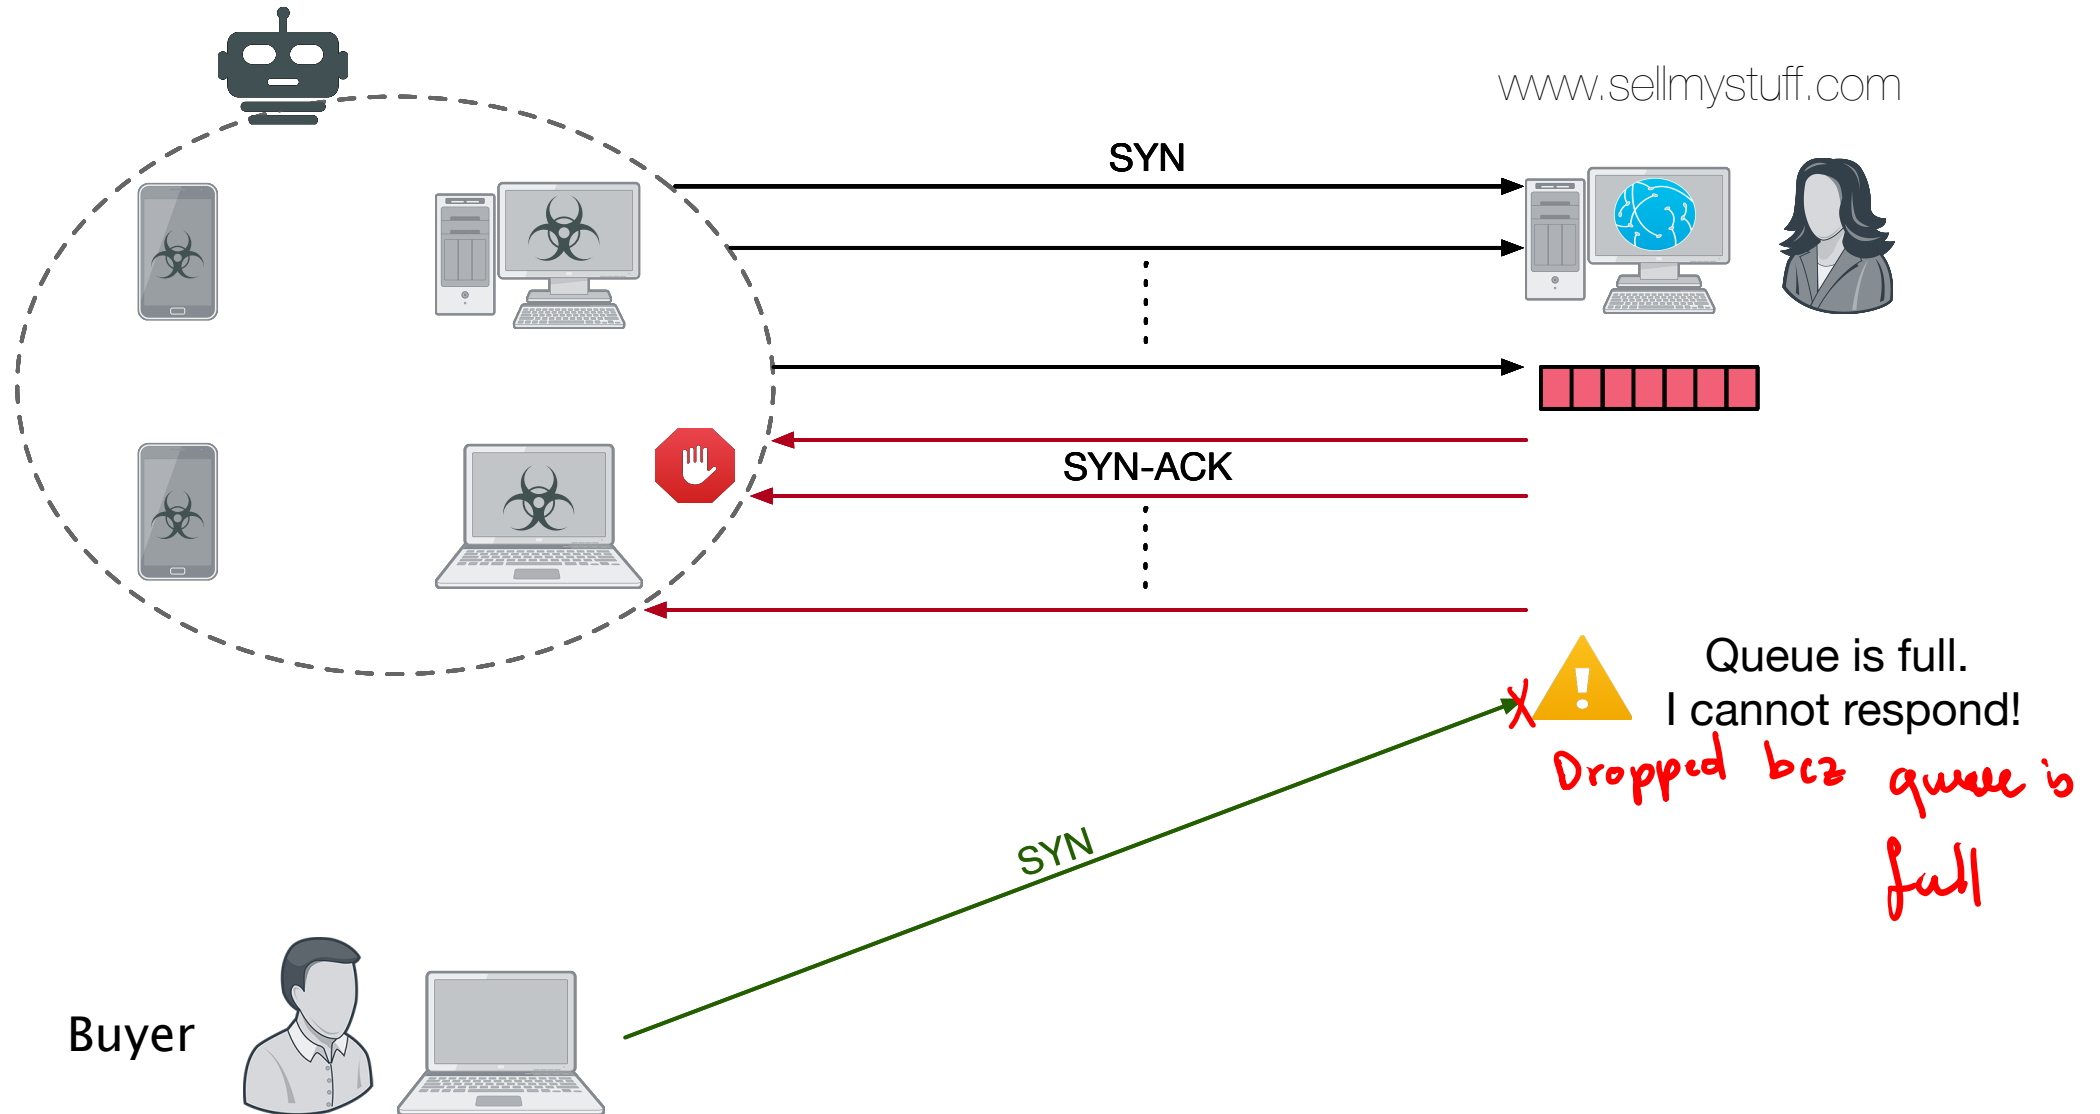 www.sellmystuff.com
SYN
SYN-ACK
Queue is full.
I cannot respond!
Dropped bcz queue is
full
SYN
Buyer